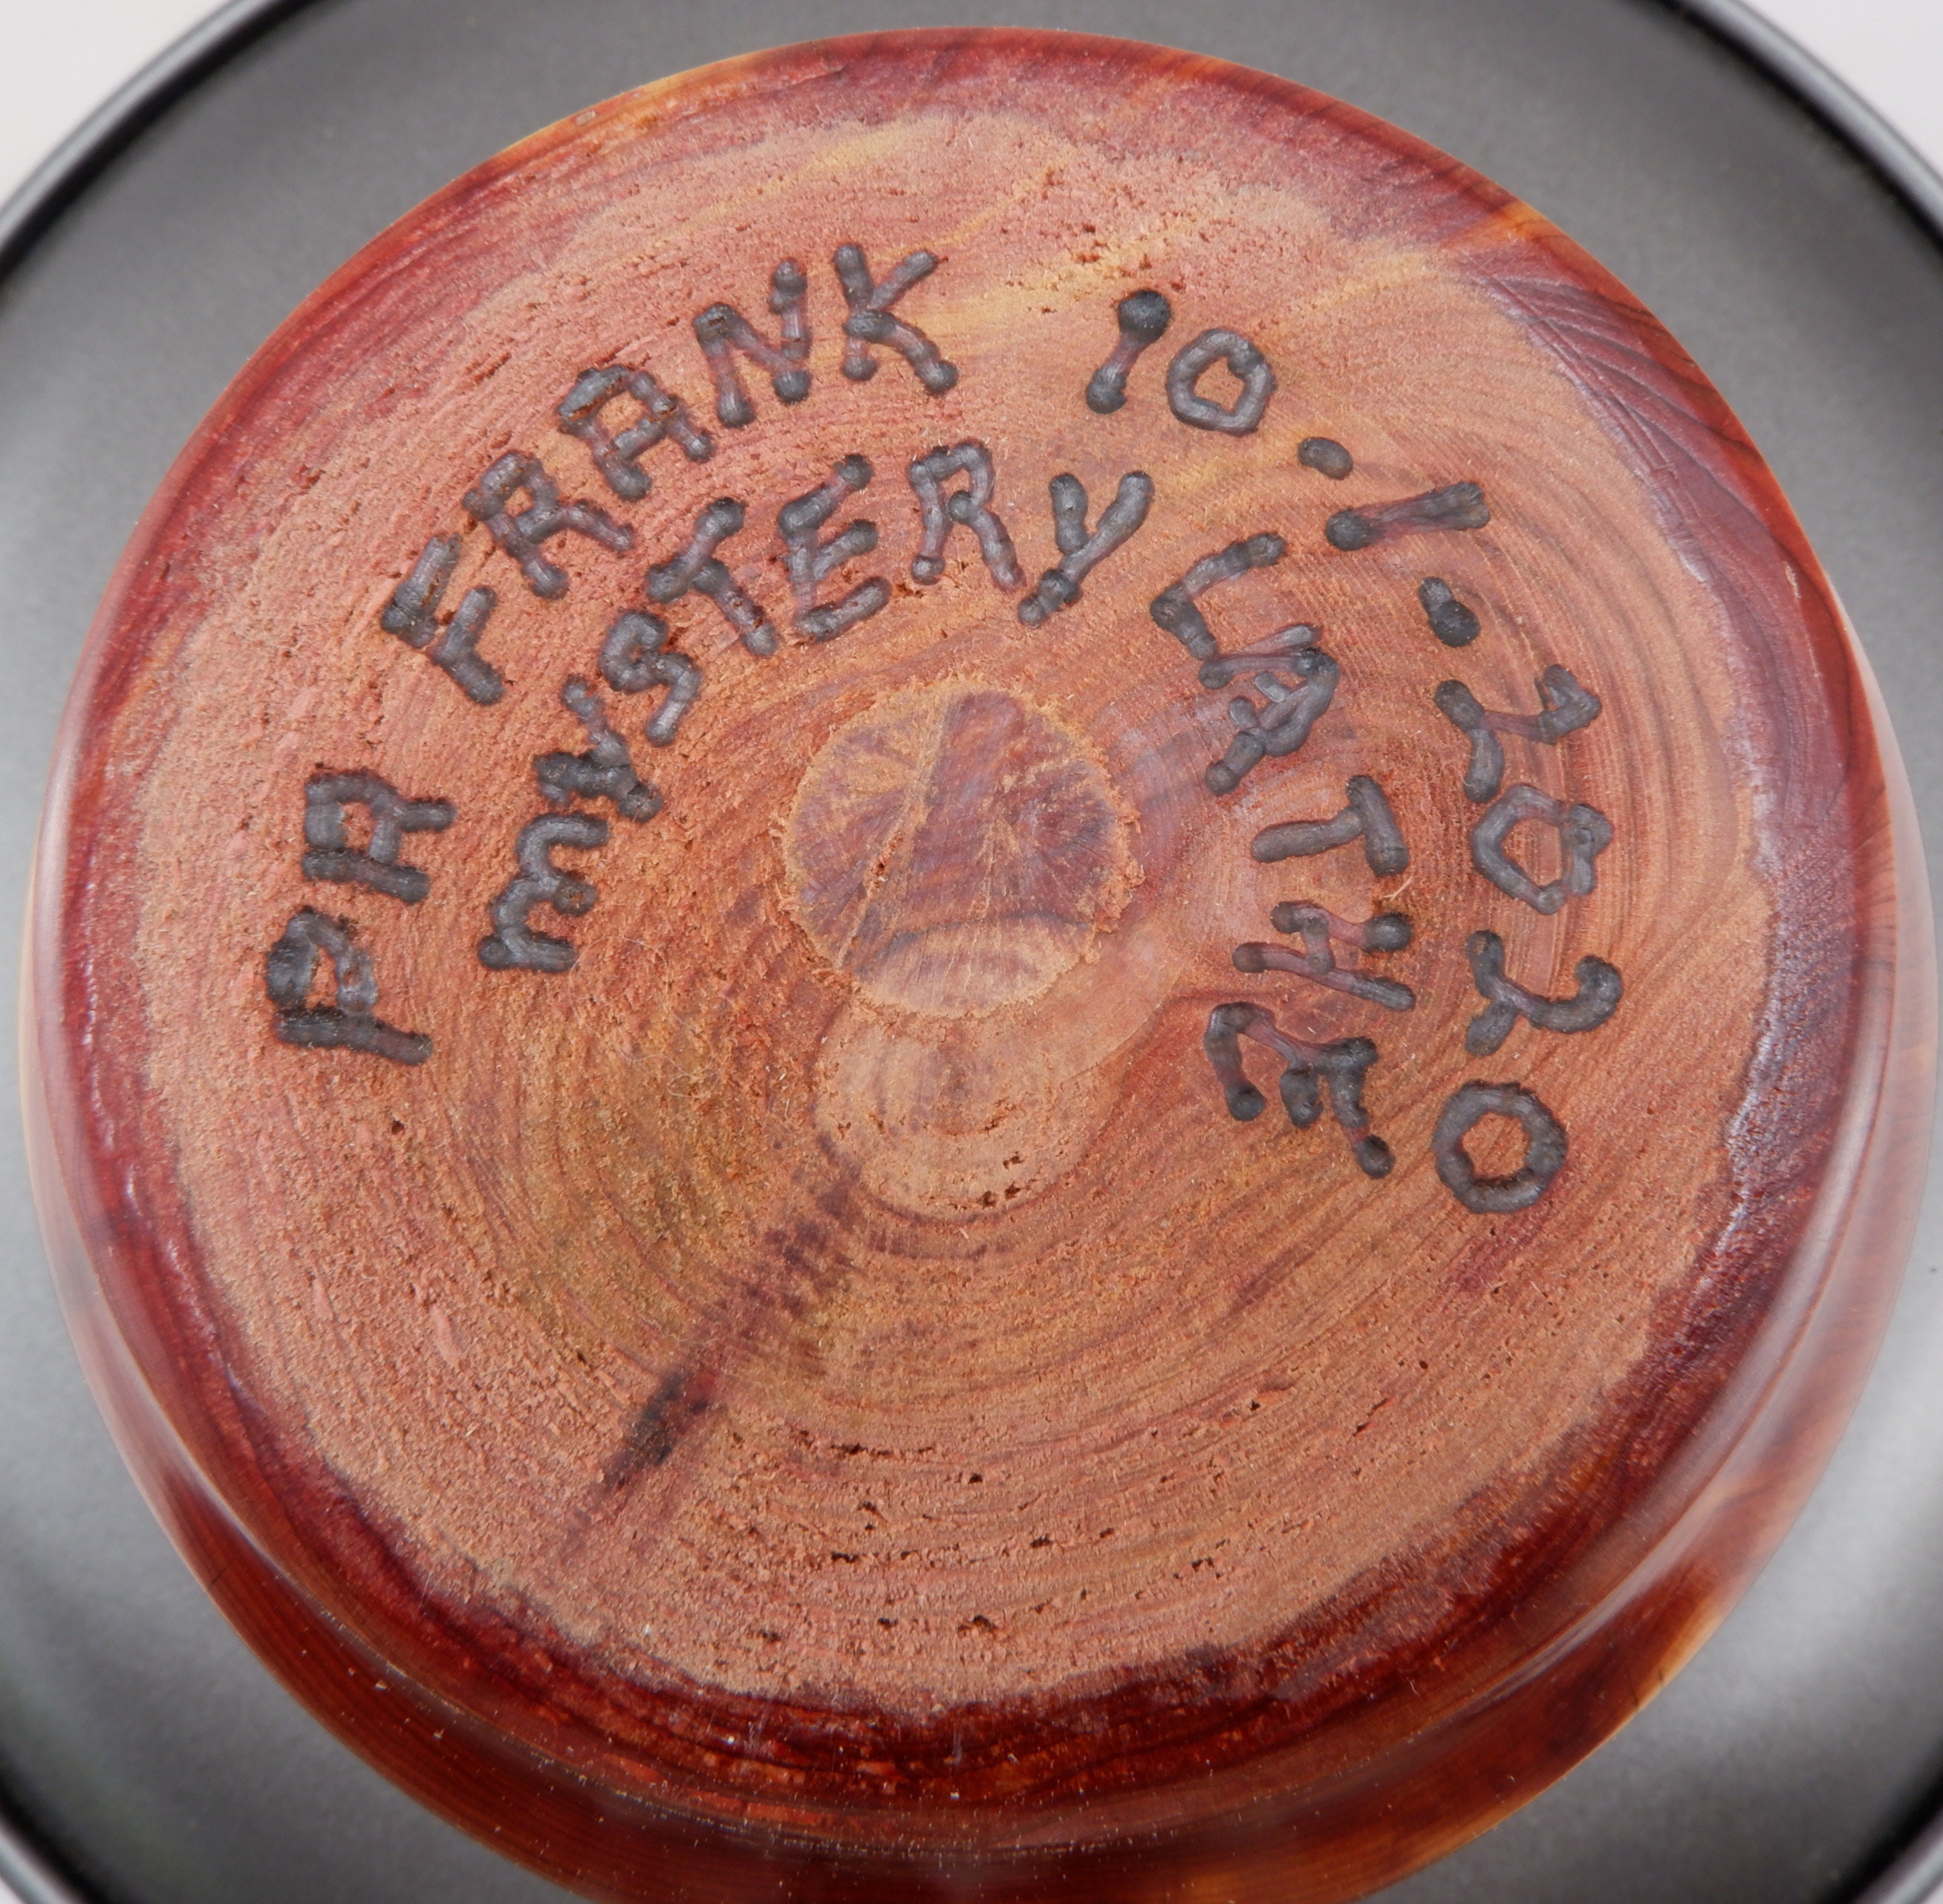 PR FRANK 10.1.2020
mYSTERY LATHE